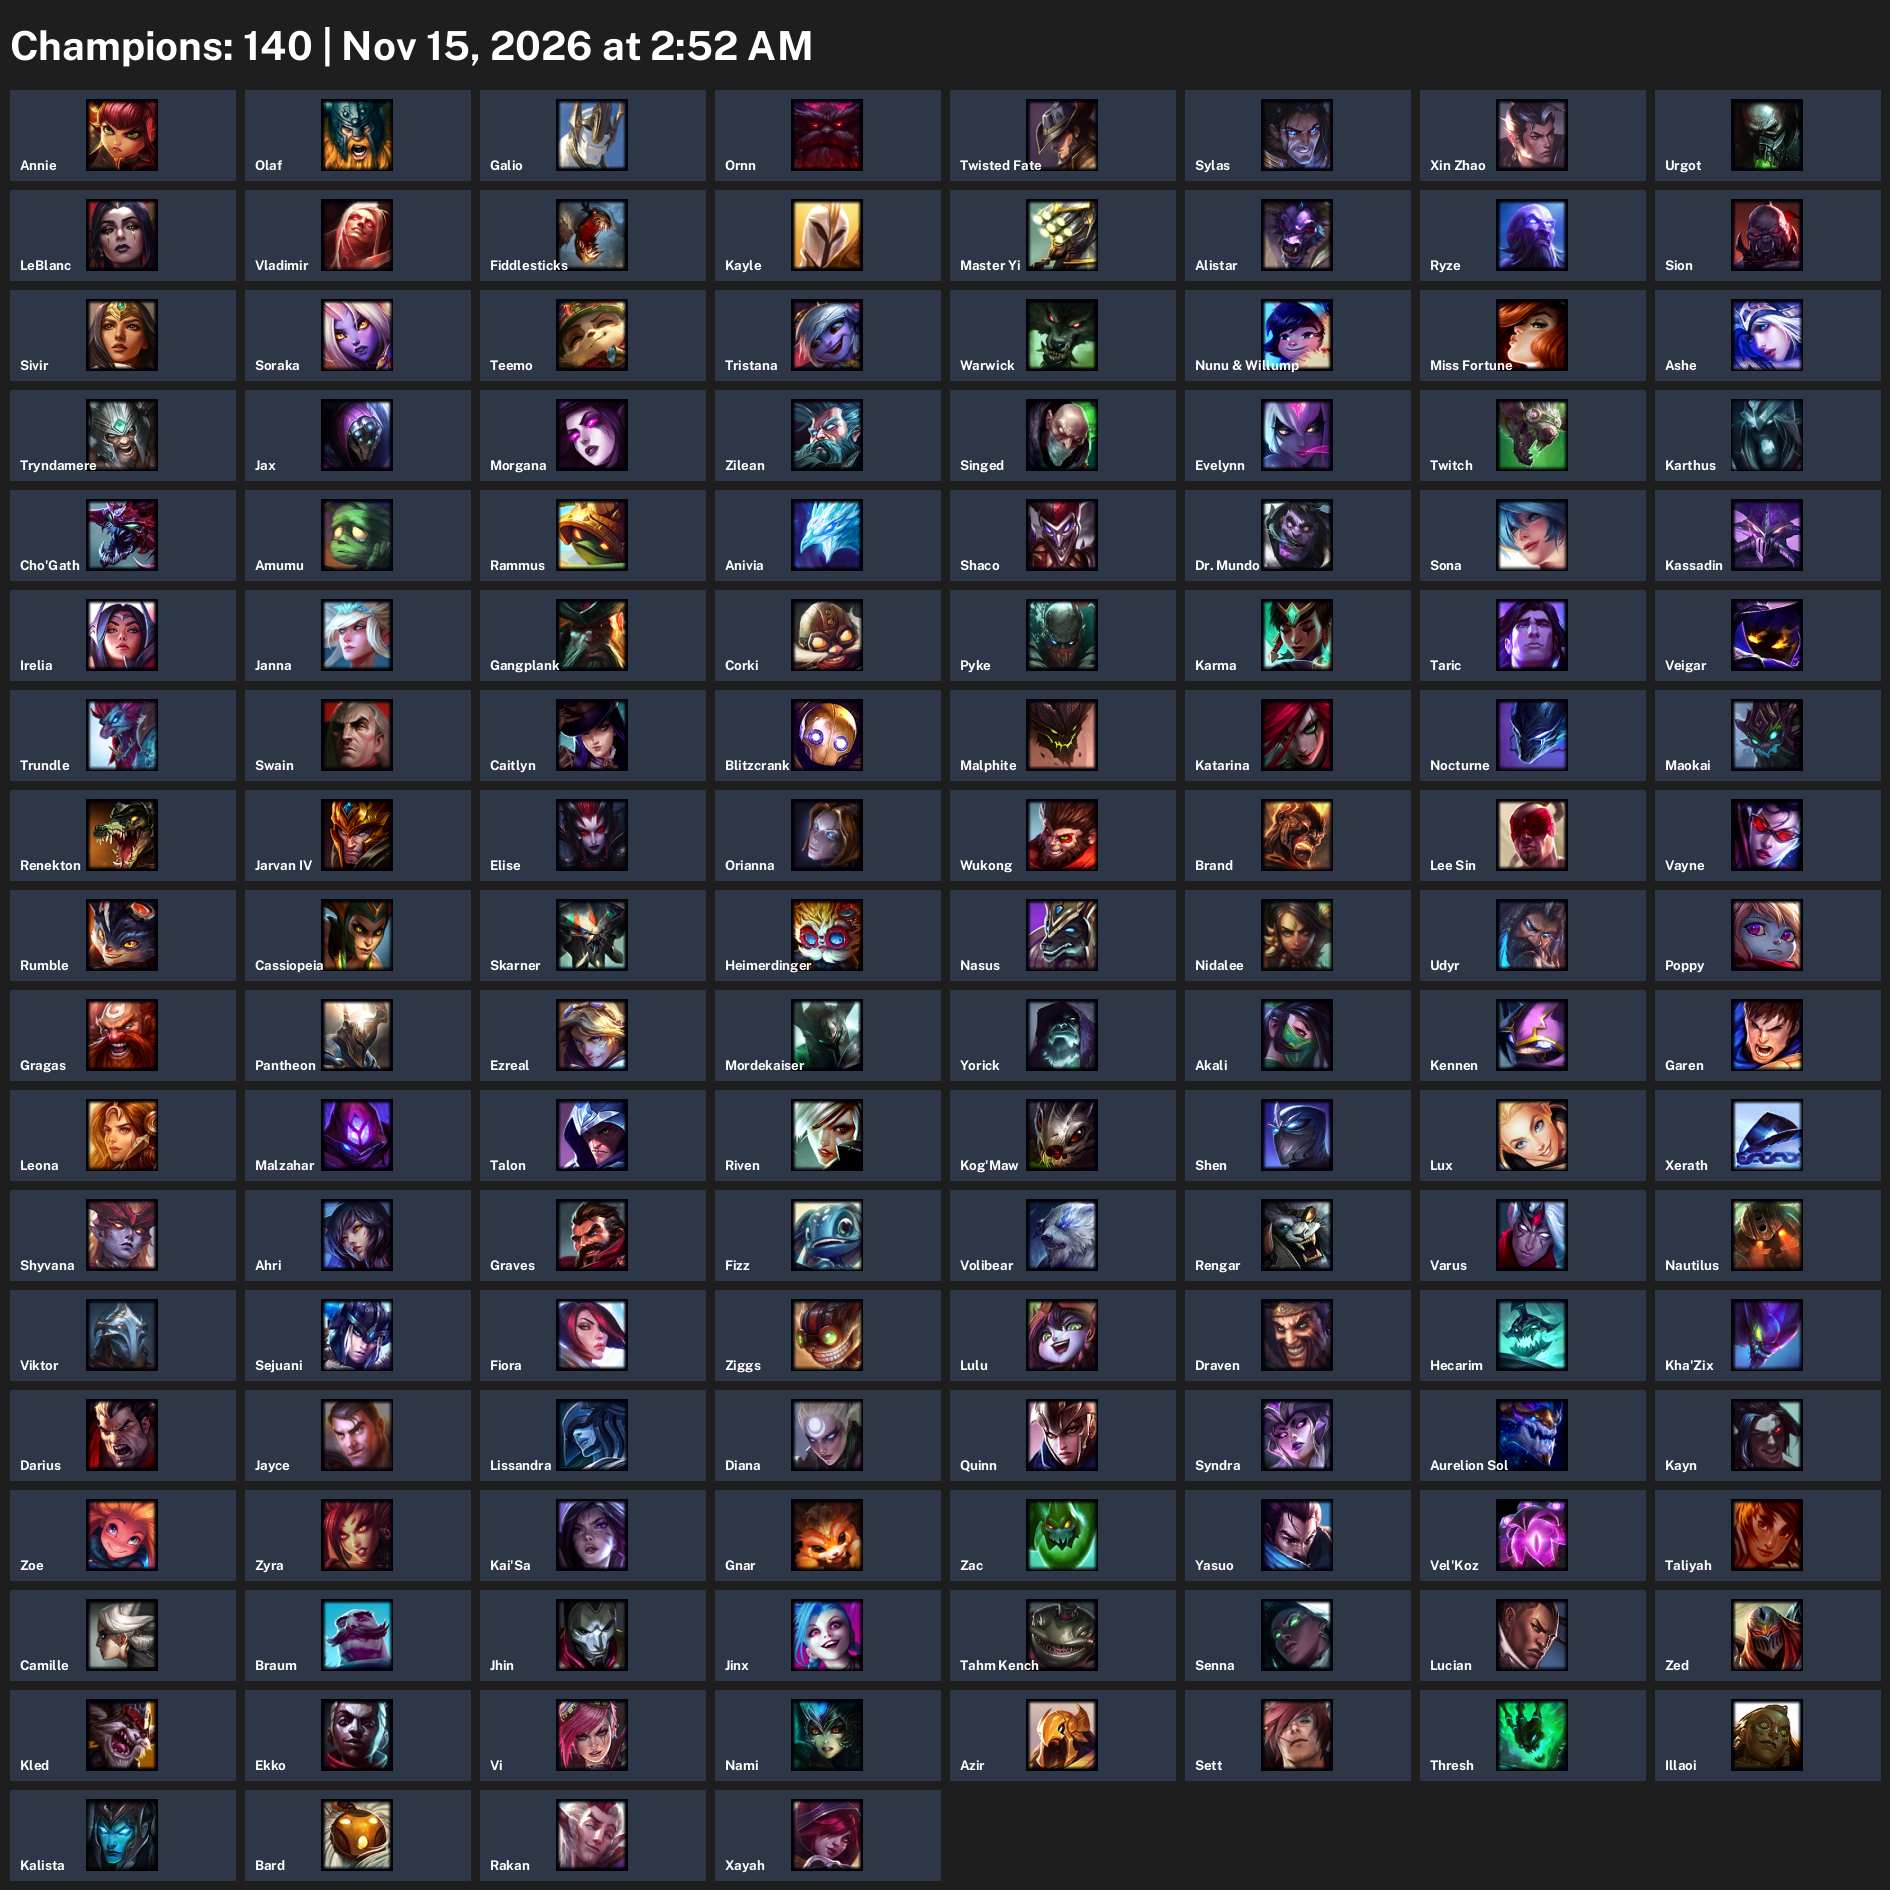 Champions: 140 | Nov 15, 2026 at 2:52 AM
Annie
Olaf
Galio
Ornn
Twisted Fate
Sylas
Xin Zhao
Urgot
LeBlanc
Vladimir
Fiddlesticks
Kayle
Master Yi
Alistar
Ryze
Sion
Sivir
Soraka
Teemo
Tristana
Warwick
Nunu & Willump
Miss Fortune
Ashe
Tryndamere
Jax
Morgana
Zilean
Singed
Evelynn
Twitch
Karthus
Cho'Gath
Amumu
Rammus
Anivia
Shaco
Dr. Mundo
Sona
Kassadin
Irelia
Janna
Gangplank
Corki
Pyke
Karma
Taric
Veigar
Trundle
Swain
Caitlyn
Blitzcrank
Malphite
Katarina
Nocturne
Maokai
Renekton
Jarvan IV
Elise
Orianna
Wukong
Brand
Lee Sin
Vayne
Rumble
Cassiopeia
Skarner
Heimerdinger
Nasus
Nidalee
Udyr
Poppy
Gragas
Pantheon
Ezreal
Mordekaiser
Yorick
Akali
Kennen
Garen
Leona
Malzahar
Talon
Riven
Kog'Maw
Shen
Lux
Xerath
Shyvana
Ahri
Graves
Fizz
Volibear
Rengar
Varus
Nautilus
Viktor
Sejuani
Fiora
Ziggs
Lulu
Draven
Hecarim
Kha'Zix
Darius
Jayce
Lissandra
Diana
Quinn
Syndra
Aurelion Sol
Kayn
Zoe
Zyra
Kai'Sa
Gnar
Zac
Yasuo
Vel'Koz
Taliyah
Camille
Braum
Jhin
Jinx
Tahm Kench
Senna
Lucian
Zed
Kled
Ekko
Vi
Nami
Azir
Sett
Thresh
Illaoi
Kalista
Bard
Rakan
Xayah